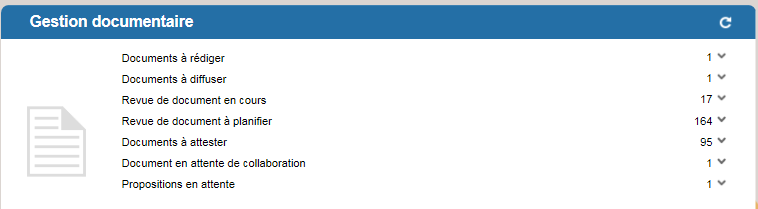 Gestion documentaire
Documents à rédiger 1
Documents à diffuser 1
Revue de document en cours 17
Revue de document à planifier 164
Documents à attester 95
Document en attente de collaboration 1
Propositions en attente 1